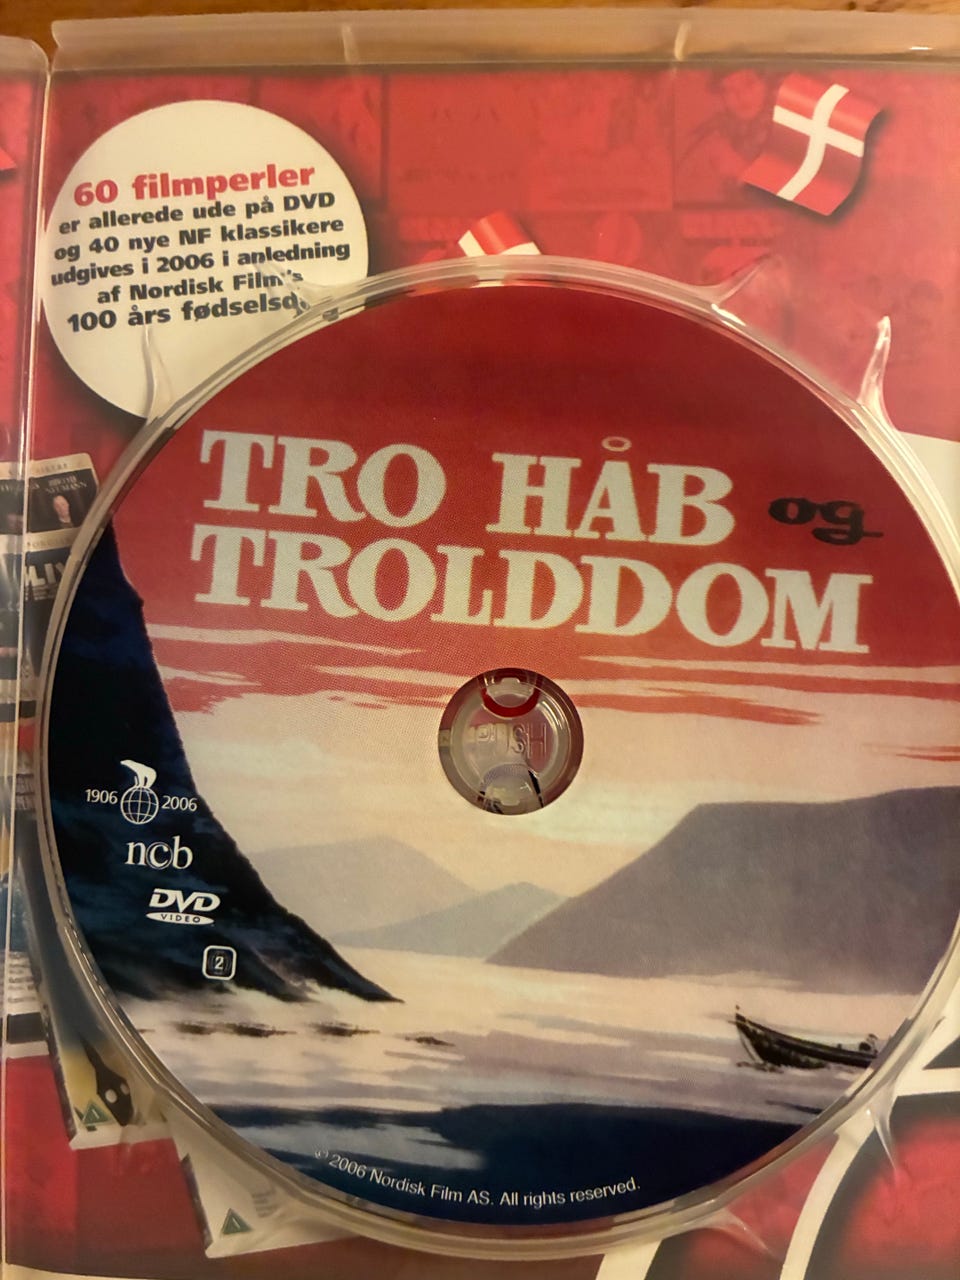 60 filmperler
er allerede ude på DVD
og 40 nye NF klassikere
udgives i 2006 i anledning
af Nordisk Film's
100 års fødselsd
TRO HÅB og
TROLDDOM
PUSH
1906 2006
ncb
DVD
VIDEO
2
© 2006 Nordisk Film AS. All rights reserved.